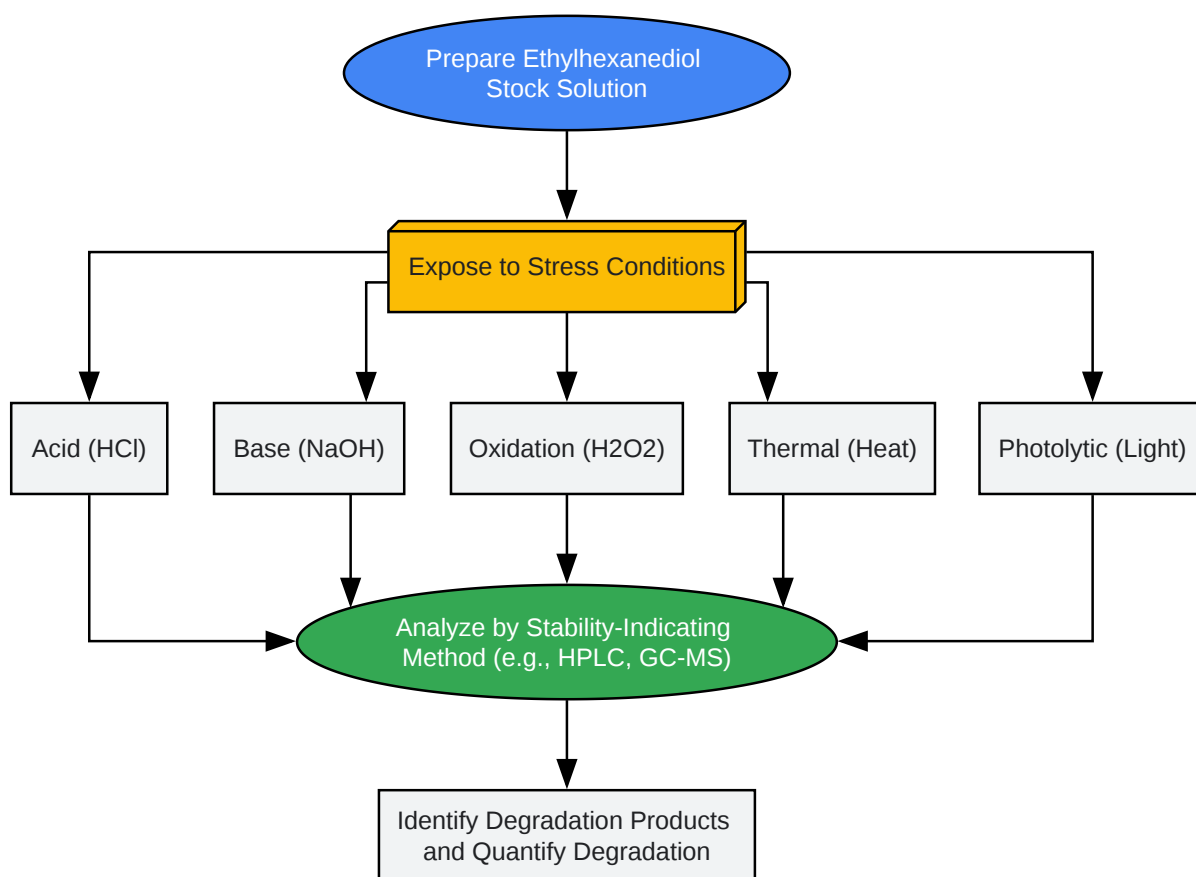 Prepare Ethylhexanediol
Stock Solution
Expose to Stress Conditions
Acid (HCl)
Base (NaOH)
Oxidation (H2O2)
Thermal (Heat)
Photolytic (Light)
Analyze by Stability-Indicating
Method (e.g., HPLC, GC-MS)
Identify Degradation Products
and Quantify Degradation